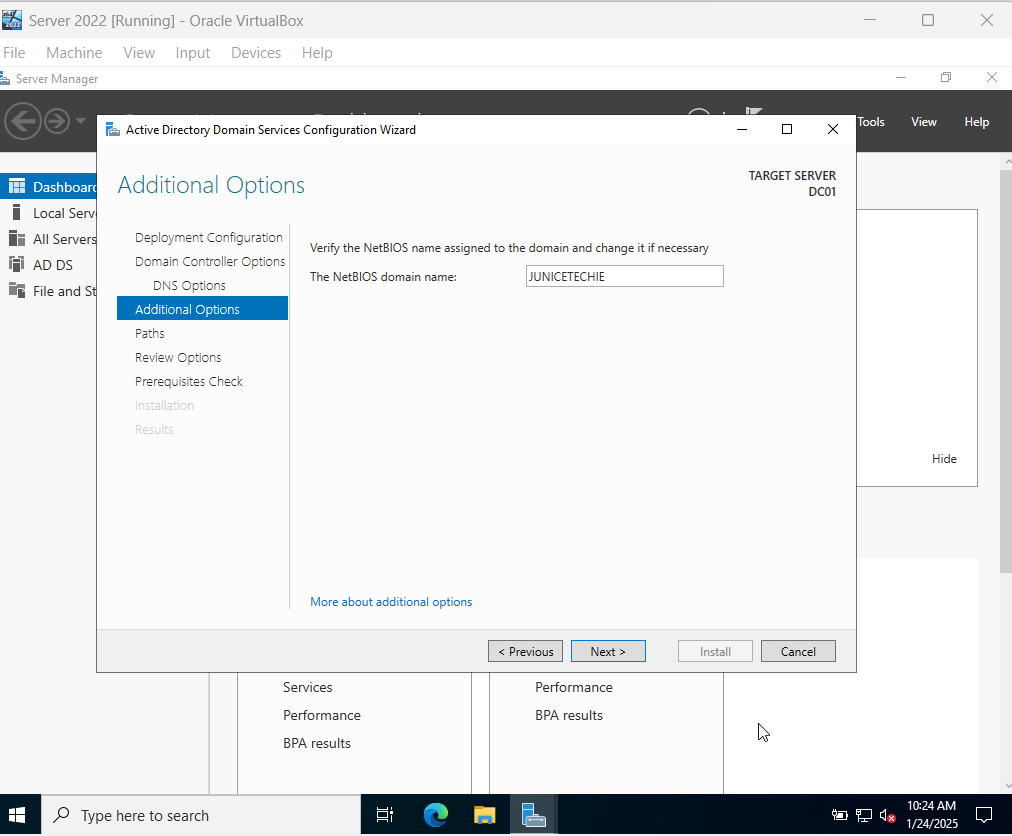 Server 2022 [Running] - Oracle VirtualBox
File Machine View Input Devices Help
Server Manager
Tools View Help
Active Directory Domain Services Configuration Wizard
Additional Options
TARGET SERVER
DC01
Dashboard
Local Serve
All Servers
AD DS
File and St
Deployment Configuration
Domain Controller Options
DNS Options
Additional Options
Paths
Review Options
Prerequisites Check
Installation
Results
Verify the NetBIOS name assigned to the domain and change it if necessary
The NetBIOS domain name: JUNICETECHIE
More about additional options
Hide
< Previous Next > Install Cancel
Services
Performance
BPA results
Performance
BPA results
Type here to search
10:24 AM
1/24/2025